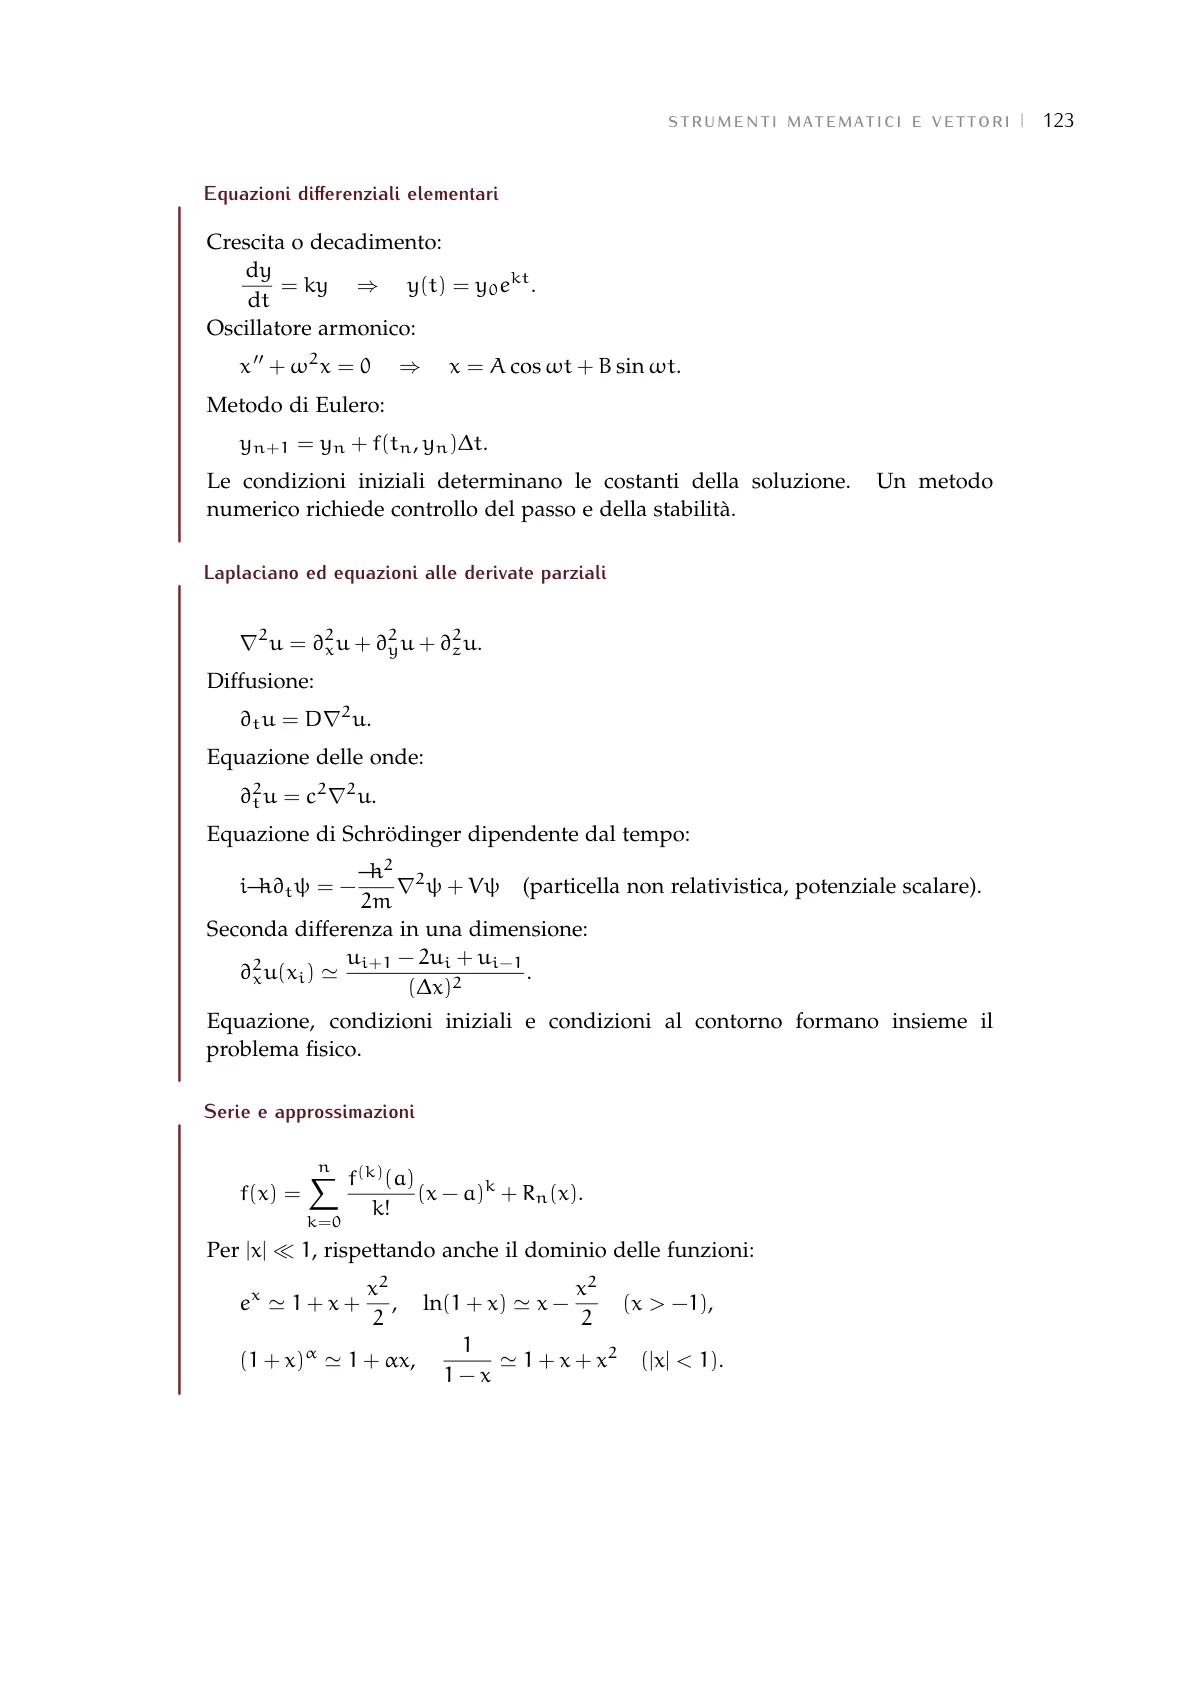 STRUMENTI MATEMATICI E VETTORI | 123
Equazioni differenziali elementari
Crescita o decadimento:
dy/dt = ky ⇒ y(t) = y₀e^{kt}.
Oscillatore armonico:
x″ + ω²x = 0 ⇒ x = A cos ωt + B sin ωt.
Metodo di Eulero:
y_{n+1} = y_n + f(t_n, y_n)Δt.
Le condizioni iniziali determinano le costanti della soluzione. Un metodo
numerico richiede controllo del passo e della stabilità.
Laplaciano ed equazioni alle derivate parziali
∇²u = ∂²_x u + ∂²_y u + ∂²_z u.
Diffusione:
∂_t u = D∇²u.
Equazione delle onde:
∂²_t u = c²∇²u.
Equazione di Schrödinger dipendente dal tempo:
iℏ∂_t ψ = −ℏ²/2m ∇²ψ + Vψ (particella non relativistica, potenziale scalare).
Seconda differenza in una dimensione:
∂²_x u(x_i) ≃ (u_{i+1} − 2u_i + u_{i−1})/(Δx)².
Equazione, condizioni iniziali e condizioni al contorno formano insieme il
problema fisico.
Serie e approssimazioni
f(x) = ∑_{k=0}^{n} f^{(k)}(a)/k! (x − a)^k + R_n(x).
Per |x| ≪ 1, rispettando anche il dominio delle funzioni:
e^x ≃ 1 + x + x²/2, ln(1 + x) ≃ x − x²/2 (x > −1),
(1 + x)^α ≃ 1 + αx, 1/(1 − x) ≃ 1 + x + x² (|x| < 1).